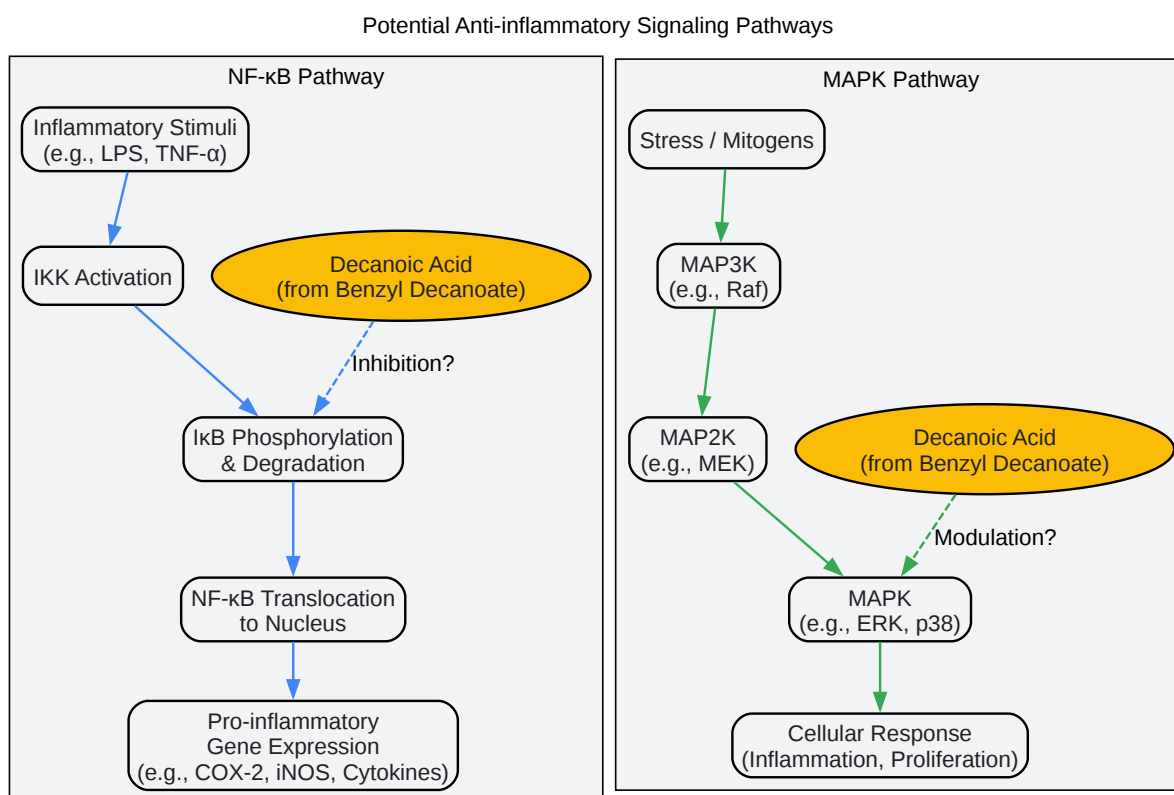 Potential Anti-inflammatory Signaling Pathways
NF-κB Pathway
Inflammatory Stimuli
(e.g., LPS, TNF-α)
IKK Activation
Decanoic Acid
(from Benzyl Decanoate)
Inhibition?
IκB Phosphorylation
& Degradation
NF-κB Translocation
to Nucleus
Pro-inflammatory
Gene Expression
(e.g., COX-2, iNOS, Cytokines)
MAPK Pathway
Stress / Mitogens
MAP3K
(e.g., Raf)
MAP2K
(e.g., MEK)
Decanoic Acid
(from Benzyl Decanoate)
Modulation?
MAPK
(e.g., ERK, p38)
Cellular Response
(Inflammation, Proliferation)